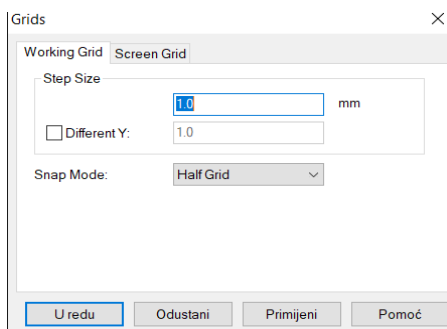 Grids
Working Grid Screen Grid
Step Size
1.0 mm
Different Y: 1.0
Snap Mode: Half Grid
U redu Odustani Primijeni Pomoć